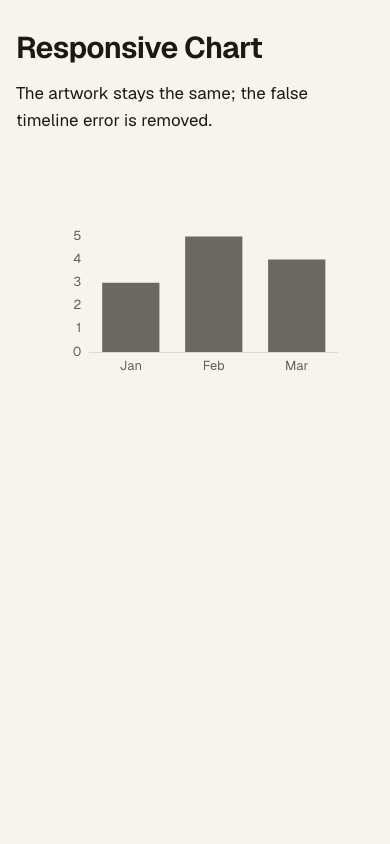 Responsive Chart
The artwork stays the same; the false
timeline error is removed.
5
4
3
2
1
0
Jan Feb Mar